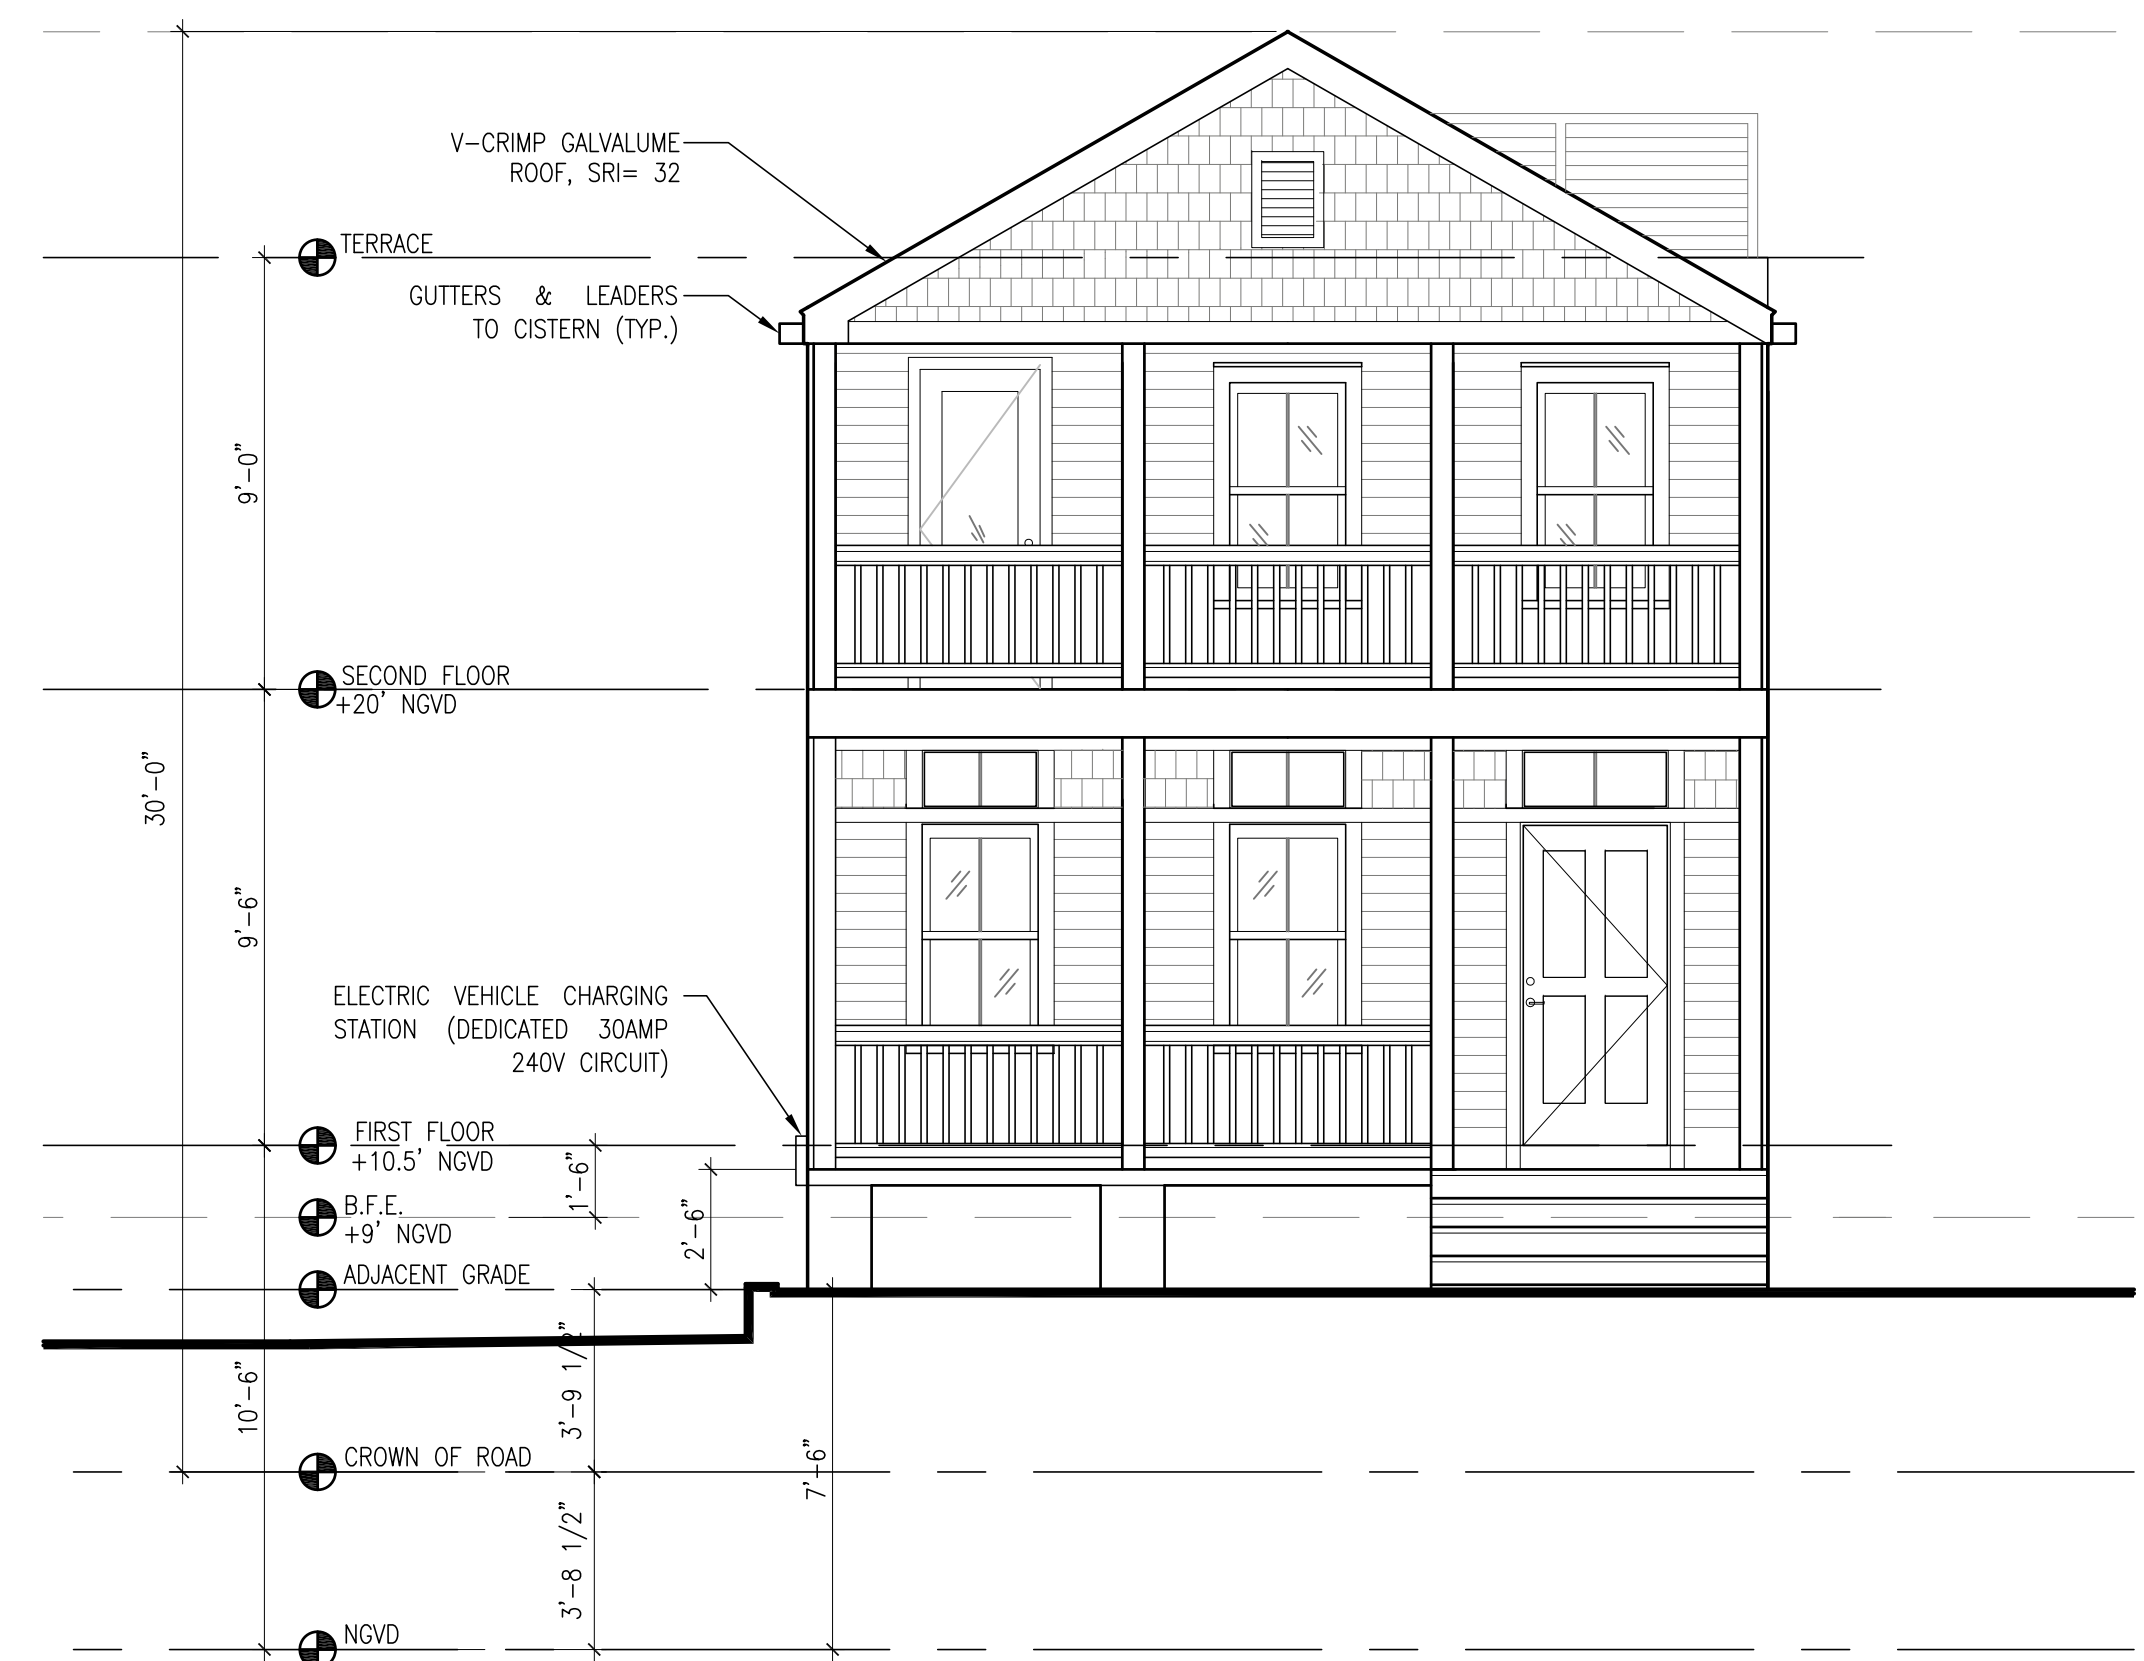 V-CRIMP GALVALUME
ROOF, SRI= 32
TERRACE
GUTTERS & LEADERS
TO CISTERN (TYP.)
9'-0"
SECOND FLOOR
+20' NGVD
30'-0"
9'-6"
ELECTRIC VEHICLE CHARGING
STATION (DEDICATED 30AMP
240V CIRCUIT)
FIRST FLOOR
+10.5' NGVD
1'-6"
B.F.E.
+9' NGVD
2'-6"
ADJACENT GRADE
3'-9 1/2"
10'-6"
CROWN OF ROAD
7'-6"
3'-8 1/2"
NGVD